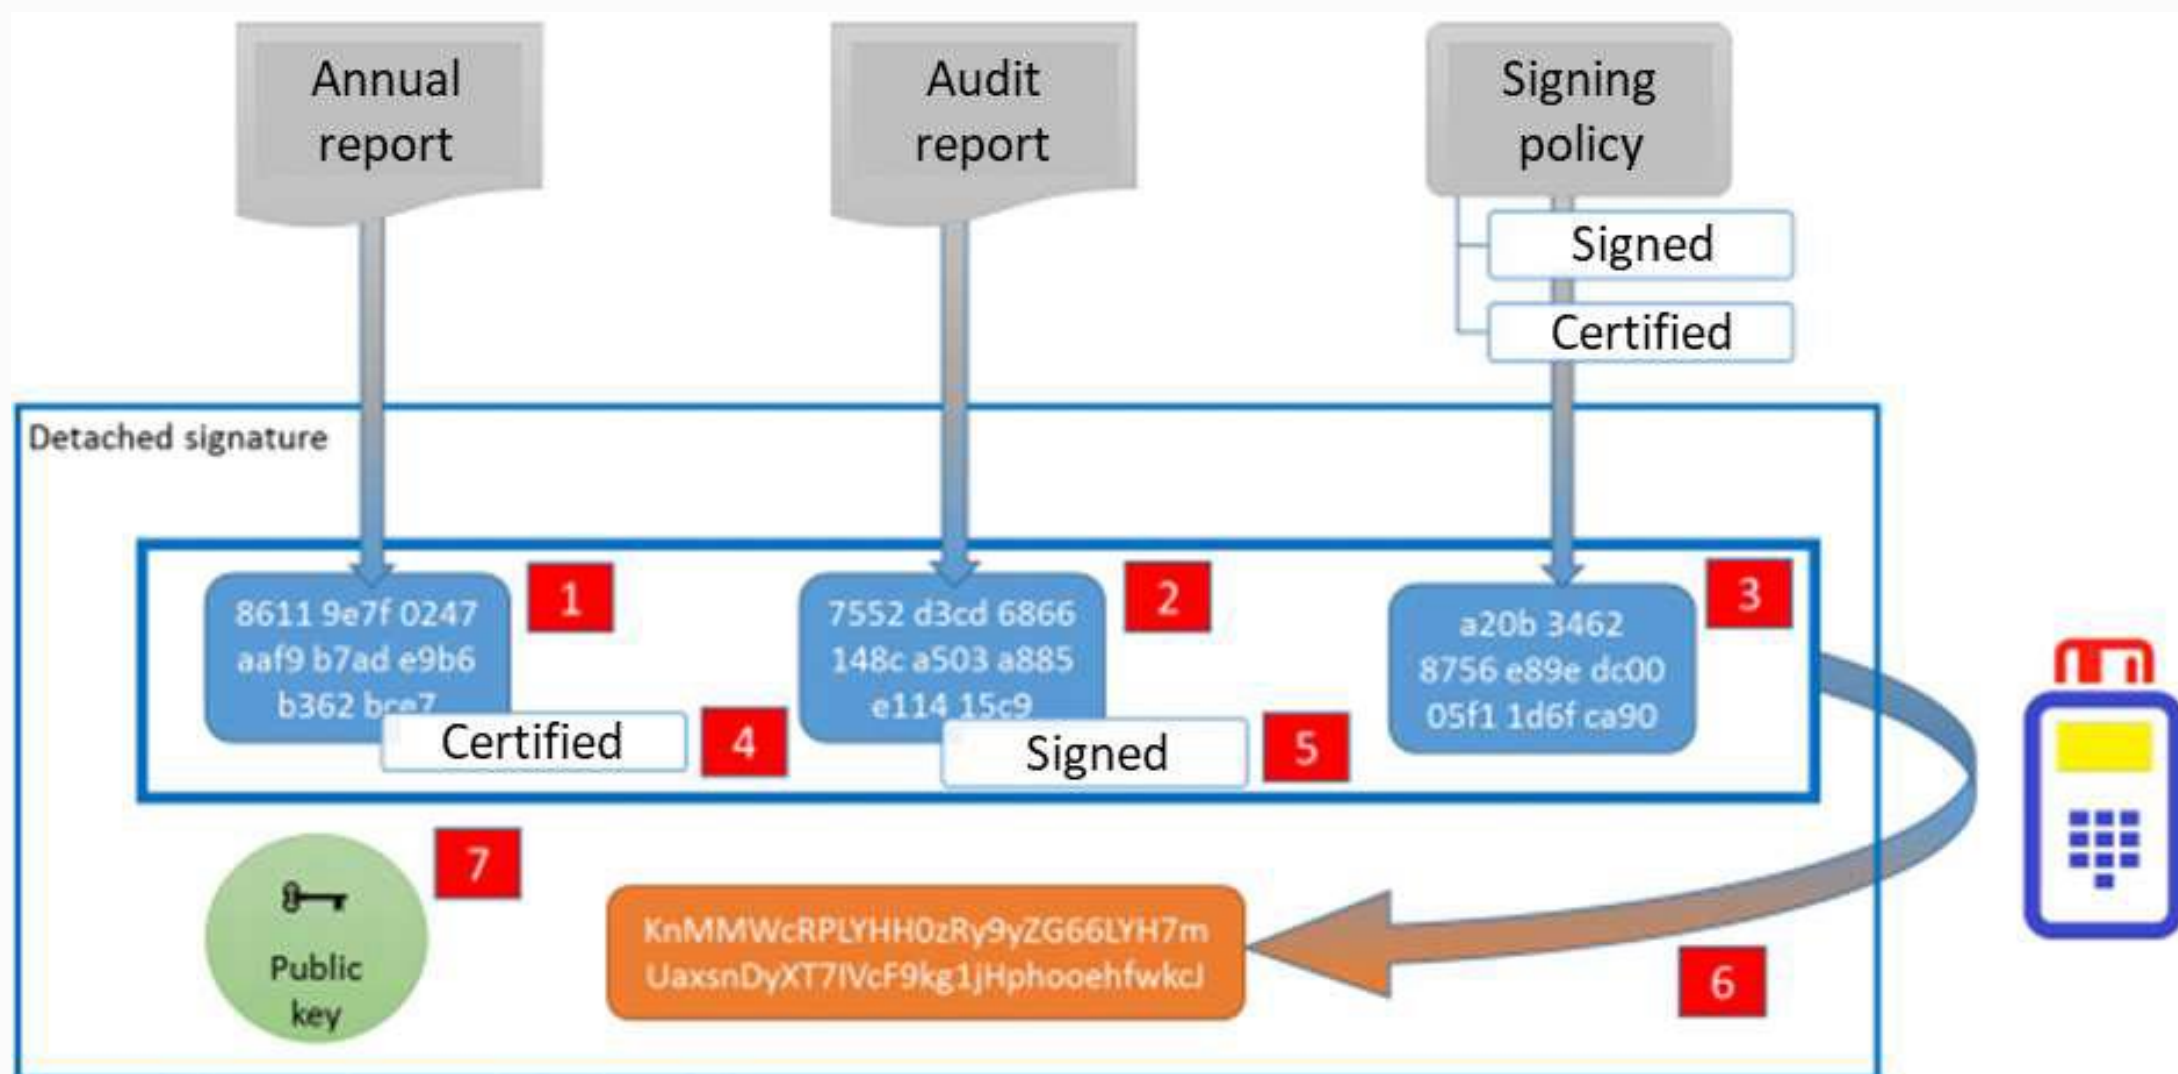 Annual
report
Audit
report
Signing
policy
Signed
Certified
Detached signature
8611 9e7f 0247
aaf9 b7ad e9b6
b362 bce7
1
7552 d3cd 6866
148c a503 a885
e114 15c9
2
a20b 3462
8756 e89e dc00
05f1 1d6f ca90
3
Certified
4
Signed
5
7
Public
key
KnMMWcRPLYHH0zRy9yZG66LYH7m
UaxsnDyXT7IVcF9kg1jHphooehfwkcJ
6